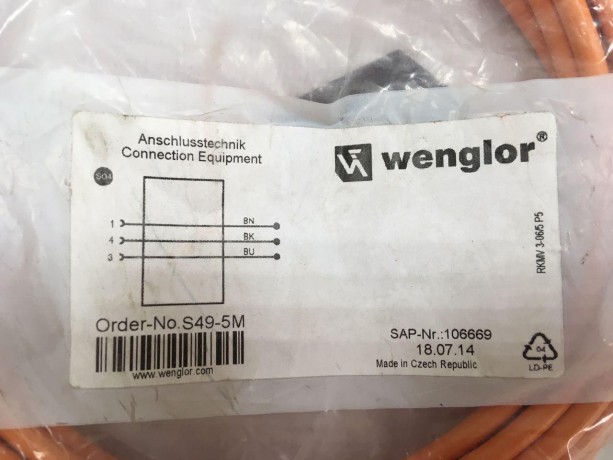 Anschlusstechnik
Connection Equipment
wenglor®
S04
1 BN
4 BK
3 BU
RKMV 3-06/5 P5
Order-No.S49-5M
www.wenglor.com
SAP-Nr.:106669
18.07.14
Made in Czech Republic
04
LD-PE